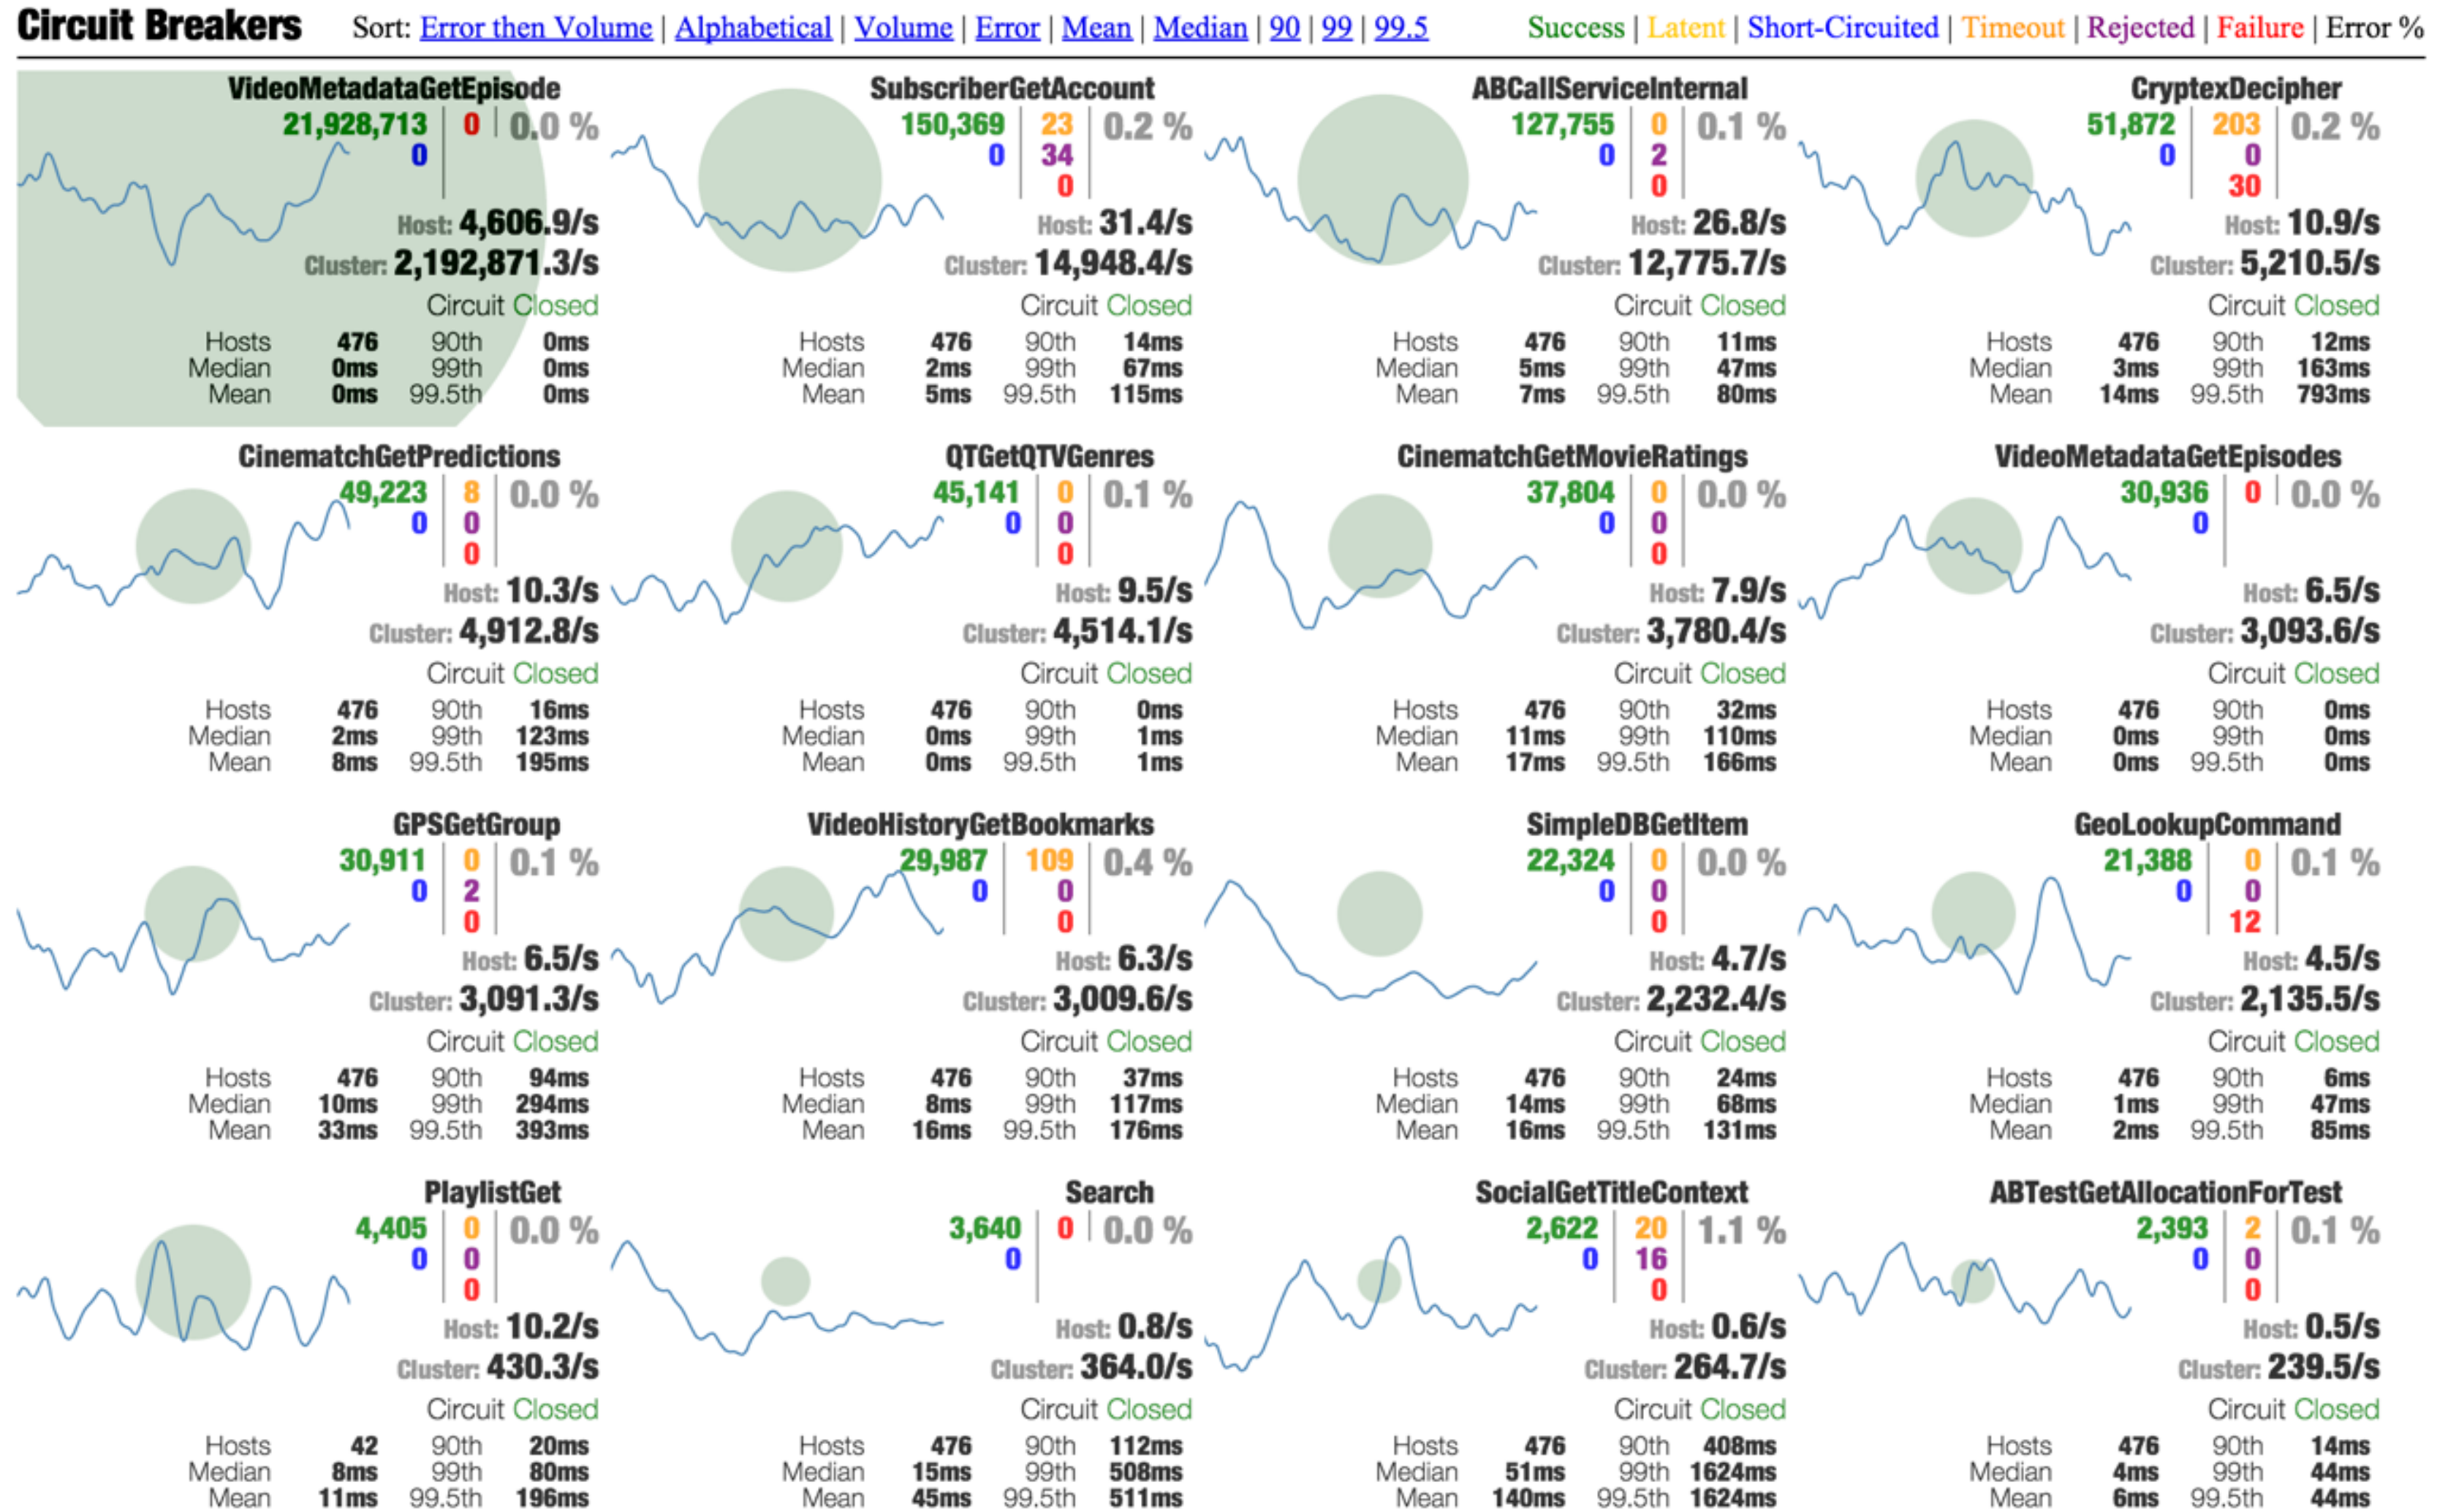 Circuit Breakers Sort: Error then Volume | Alphabetical | Volume | Error | Mean | Median | 90 | 99 | 99.5 Success | Latent | Short-Circuited | Timeout | Rejected | Failure | Error %
VideoMetadataGetEpisode
21,928,713 0 0.0 %
0
Host: 4,606.9/s
Cluster: 2,192,871.3/s
Circuit Closed
Hosts 476 90th 0ms
Median 0ms 99th 0ms
Mean 0ms 99.5th 0ms
SubscriberGetAccount
150,369 23 0.2 %
0 34
0
Host: 31.4/s
Cluster: 14,948.4/s
Circuit Closed
Hosts 476 90th 14ms
Median 2ms 99th 67ms
Mean 5ms 99.5th 115ms
ABCallServiceInternal
127,755 0 0.1 %
0 2
0
Host: 26.8/s
Cluster: 12,775.7/s
Circuit Closed
Hosts 476 90th 11ms
Median 5ms 99th 47ms
Mean 7ms 99.5th 80ms
CryptexDecipher
51,872 203 0.2 %
0 0
30
Host: 10.9/s
Cluster: 5,210.5/s
Circuit Closed
Hosts 476 90th 12ms
Median 3ms 99th 163ms
Mean 14ms 99.5th 793ms
CinematchGetPredictions
49,223 8 0.0 %
0 0
0
Host: 10.3/s
Cluster: 4,912.8/s
Circuit Closed
Hosts 476 90th 16ms
Median 2ms 99th 123ms
Mean 8ms 99.5th 195ms
QTGetQTVGenres
45,141 0 0.1 %
0 0
0
Host: 9.5/s
Cluster: 4,514.1/s
Circuit Closed
Hosts 476 90th 0ms
Median 0ms 99th 1ms
Mean 0ms 99.5th 1ms
CinematchGetMovieRatings
37,804 0 0.0 %
0 0
0
Host: 7.9/s
Cluster: 3,780.4/s
Circuit Closed
Hosts 476 90th 32ms
Median 11ms 99th 110ms
Mean 17ms 99.5th 166ms
VideoMetadataGetEpisodes
30,936 0 0.0 %
0
Host: 6.5/s
Cluster: 3,093.6/s
Circuit Closed
Hosts 476 90th 0ms
Median 0ms 99th 0ms
Mean 0ms 99.5th 0ms
GPSGetGroup
30,911 0 0.1 %
0 2
0
Host: 6.5/s
Cluster: 3,091.3/s
Circuit Closed
Hosts 476 90th 94ms
Median 10ms 99th 294ms
Mean 33ms 99.5th 393ms
VideoHistoryGetBookmarks
29,987 109 0.4 %
0 0
0
Host: 6.3/s
Cluster: 3,009.6/s
Circuit Closed
Hosts 476 90th 37ms
Median 8ms 99th 117ms
Mean 16ms 99.5th 176ms
SimpleDBGetItem
22,324 0 0.0 %
0 0
0
Host: 4.7/s
Cluster: 2,232.4/s
Circuit Closed
Hosts 476 90th 24ms
Median 14ms 99th 68ms
Mean 16ms 99.5th 131ms
GeoLookupCommand
21,388 0 0.1 %
0 0
12
Host: 4.5/s
Cluster: 2,135.5/s
Circuit Closed
Hosts 476 90th 6ms
Median 1ms 99th 47ms
Mean 2ms 99.5th 85ms
PlaylistGet
4,405 0 0.0 %
0 0
0
Host: 10.2/s
Cluster: 430.3/s
Circuit Closed
Hosts 42 90th 20ms
Median 8ms 99th 80ms
Mean 11ms 99.5th 196ms
Search
3,640 0 0.0 %
0
Host: 0.8/s
Cluster: 364.0/s
Circuit Closed
Hosts 476 90th 112ms
Median 15ms 99th 508ms
Mean 45ms 99.5th 511ms
SocialGetTitleContext
2,622 20 1.1 %
0 16
0
Host: 0.6/s
Cluster: 264.7/s
Circuit Closed
Hosts 476 90th 408ms
Median 51ms 99th 1624ms
Mean 140ms 99.5th 1624ms
ABTestGetAllocationForTest
2,393 2 0.1 %
0 0
0
Host: 0.5/s
Cluster: 239.5/s
Circuit Closed
Hosts 476 90th 14ms
Median 4ms 99th 44ms
Mean 6ms 99.5th 44ms